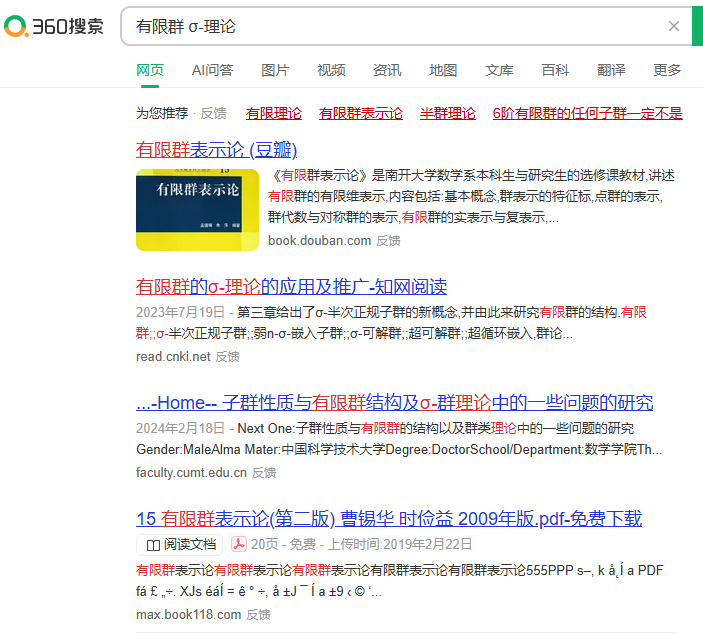 360搜索
有限群 σ-理论
网页 AI问答 图片 视频 资讯 地图 文库 百科 翻译 更多
为您推荐 · 反馈 有限理论 有限群表示论 半群理论 6阶有限群的任何子群一定不是
有限群表示论 (豆瓣)
有限群表示论
《有限群表示论》是南开大学数学系本科生与研究生的选修课教材,讲述
有限群的有限维表示,内容包括:基本概念,群表示的特征标,点群的表示,
群代数与对称群的表示,有限群的实表示与复表示,...
book.douban.com 反馈
有限群的σ-理论的应用及推广-知网阅读
2023年7月19日 - 第三章给出了σ-半次正规子群的新概念,并由此来研究有限群的结构.有限
群;;σ-半次正规子群;;弱n-σ-嵌入子群;;σ-可解群;;超可解群;;超循环嵌入,群论...
read.cnki.net 反馈
...-Home-- 子群性质与有限群结构及σ-群理论中的一些问题的研究
2024年2月18日 - Next One:子群性质与有限群的结构以及群类理论中的一些问题的研究
Gender:MaleAlma Mater:中国科学技术大学Degree:DoctorSchool/Department:数学学院Th...
faculty.cumt.edu.cn 反馈
15 有限群表示论(第二版) 曹锡华 时俭益 2009年版.pdf-免费下载
阅读文档 20页 - 免费 - 上传时间:2019年2月22日
有限群表示论有限群表示论有限群表示论有限群表示论有限群表示论555PPP s–, k å¸Í a PDF
fá £ „÷. XJs éáÍ = ê ° ÷, å ±J ¯ Í a ±9 ‹ © ‘...
max.book118.com 反馈